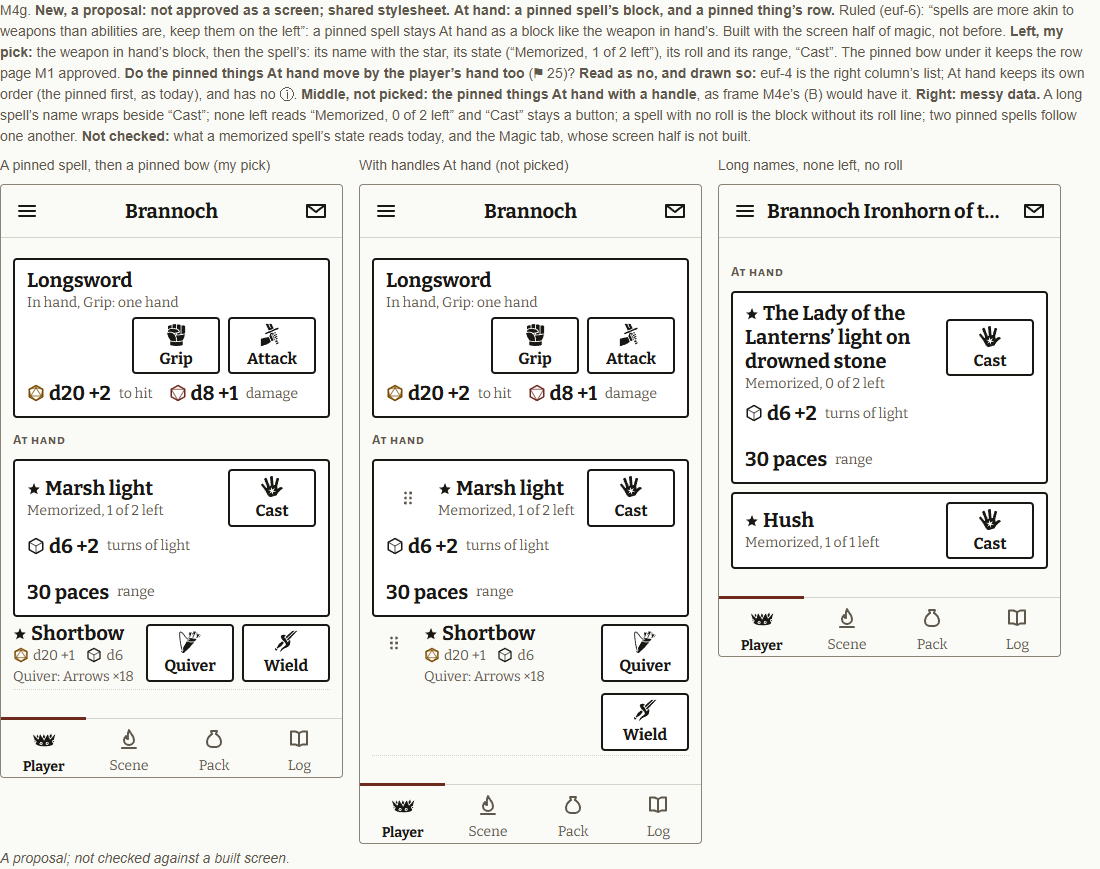 M4g. New, a proposal: not approved as a screen; shared stylesheet. At hand: a pinned spell's block, and a pinned thing's row. Ruled (euf-6): “spells are more akin to
weapons than abilities are, keep them on the left”: a pinned spell stays At hand as a block like the weapon in hand's. Built with the screen half of magic, not before. Left, my
pick: the weapon in hand's block, then the spell's: its name with the star, its state (“Memorized, 1 of 2 left”), its roll and its range, “Cast”. The pinned bow under it keeps the row
page M1 approved. Do the pinned things At hand move by the player's hand too (⚑ 25)? Read as no, and drawn so: euf-4 is the right column's list; At hand keeps its own
order (the pinned first, as today), and has no ⓘ. Middle, not picked: the pinned things At hand with a handle, as frame M4e's (B) would have it. Right: messy data. A long
spell's name wraps beside “Cast”; none left reads “Memorized, 0 of 2 left” and “Cast” stays a button; a spell with no roll is the block without its roll line; two pinned spells follow
one another. Not checked: what a memorized spell's state reads today, and the Magic tab, whose screen half is not built.
A pinned spell, then a pinned bow (my pick)
Brannoch
Longsword
In hand, Grip: one hand
Grip
Attack
d20 +2 to hit d8 +1 damage
At hand
★ Marsh light
Memorized, 1 of 2 left
Cast
d6 +2 turns of light
30 paces range
★ Shortbow
d20 +1 d6
Quiver: Arrows ×18
Quiver
Wield
Player
Scene
Pack
Log
With handles At hand (not picked)
Brannoch
Longsword
In hand, Grip: one hand
Grip
Attack
d20 +2 to hit d8 +1 damage
At hand
★ Marsh light
Memorized, 1 of 2 left
Cast
d6 +2 turns of light
30 paces range
★ Shortbow
d20 +1 d6
Quiver: Arrows ×18
Quiver
Wield
Player
Scene
Pack
Log
Long names, none left, no roll
Brannoch Ironhorn of t...
At hand
★ The Lady of the
Lanterns’ light on
drowned stone
Memorized, 0 of 2 left
Cast
d6 +2 turns of light
30 paces range
★ Hush
Memorized, 1 of 1 left
Cast
Player
Scene
Pack
Log
A proposal; not checked against a built screen.